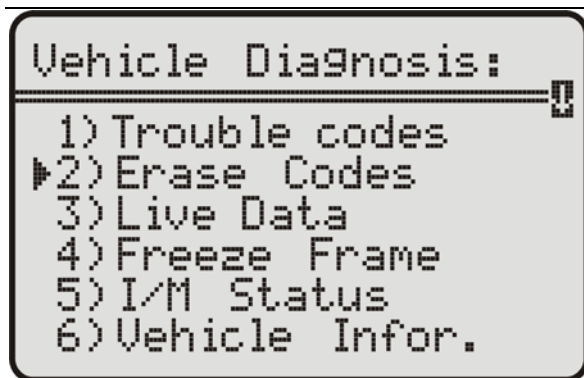 Vehicle Diagnosis:
1) Trouble codes
2) Erase Codes
3) Live Data
4) Freeze Frame
5) I/M Status
6) Vehicle Infor.